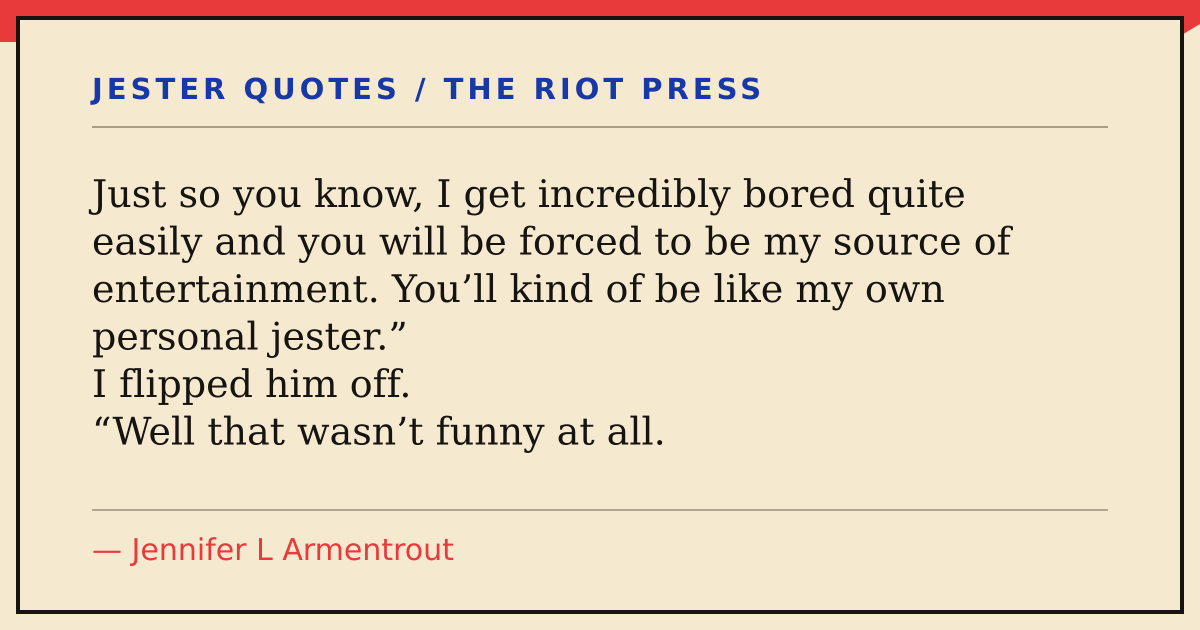 JESTER QUOTES / THE RIOT PRESS
Just so you know, I get incredibly bored quite
easily and you will be forced to be my source of
entertainment. You’ll kind of be like my own
personal jester.”
I flipped him off.
“Well that wasn’t funny at all.
— Jennifer L Armentrout